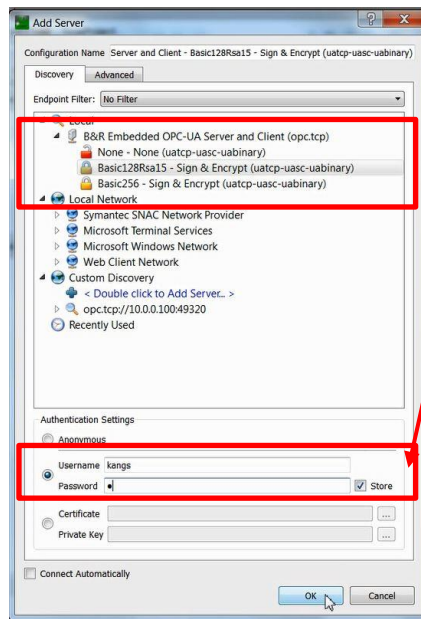 Add Server
Configuration Name Server and Client - Basic128Rsa15 - Sign & Encrypt (uatcp-uasc-uabinary)
Discovery Advanced
Endpoint Filter: No Filter
Local
B&R Embedded OPC-UA Server and Client (opc.tcp)
None - None (uatcp-uasc-uabinary)
Basic128Rsa15 - Sign & Encrypt (uatcp-uasc-uabinary)
Basic256 - Sign & Encrypt (uatcp-uasc-uabinary)
Local Network
Symantec SNAC Network Provider
Microsoft Terminal Services
Microsoft Windows Network
Web Client Network
Custom Discovery
< Double click to Add Server... >
opc.tcp://10.0.0.100:49320
Recently Used
Authentication Settings
Anonymous
Username kangs
Password ● Store
Certificate ...
Private Key ...
Connect Automatically
OK Cancel